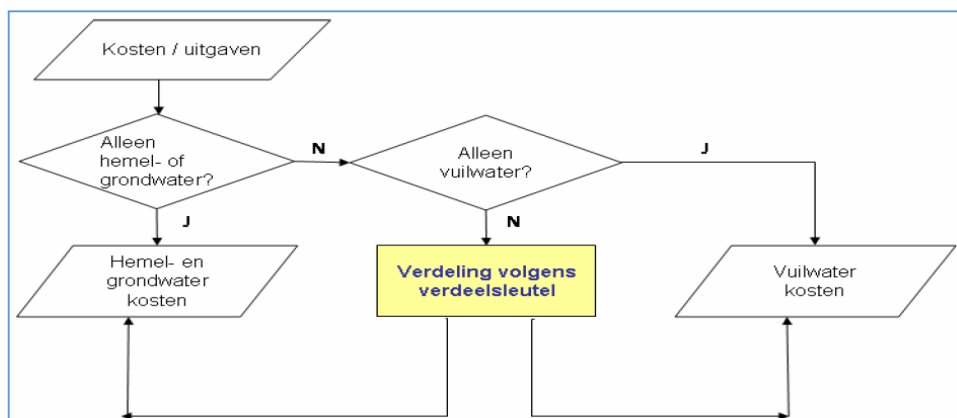 Kosten / uitgaven
Alleen
hemel- of
grondwater?
N
Alleen
vuilwater?
J
J
N
Hemel- en
grondwater
kosten
Verdeling volgens
verdeelsleutel
Vuilwater
kosten